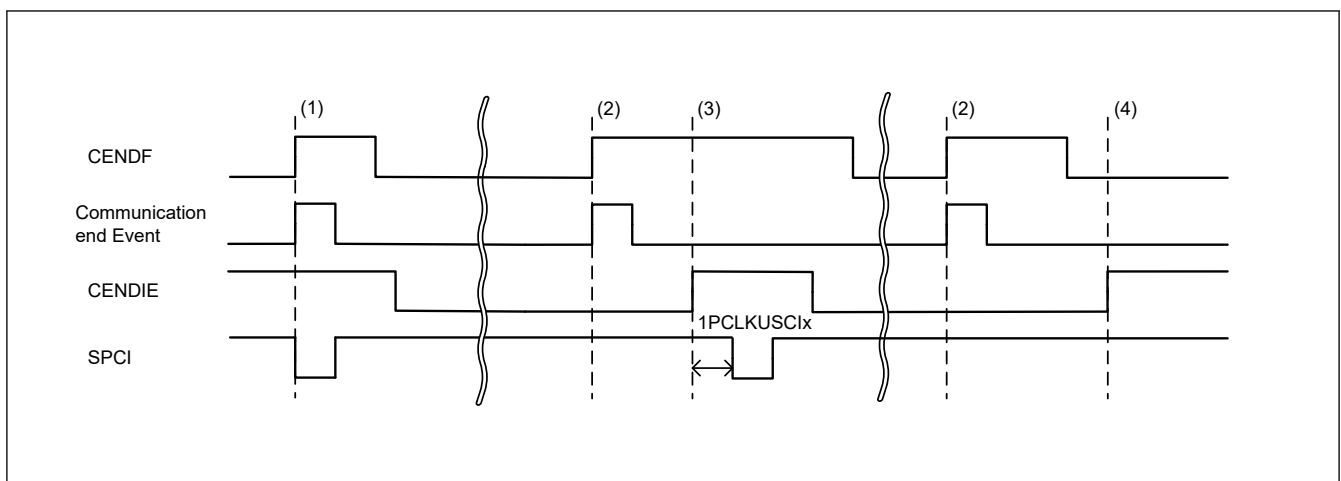 (1)
(2)
(3)
(2)
(4)
CENDF
Communication
end Event
CENDIE
1PCLKUSCIx
SPCI